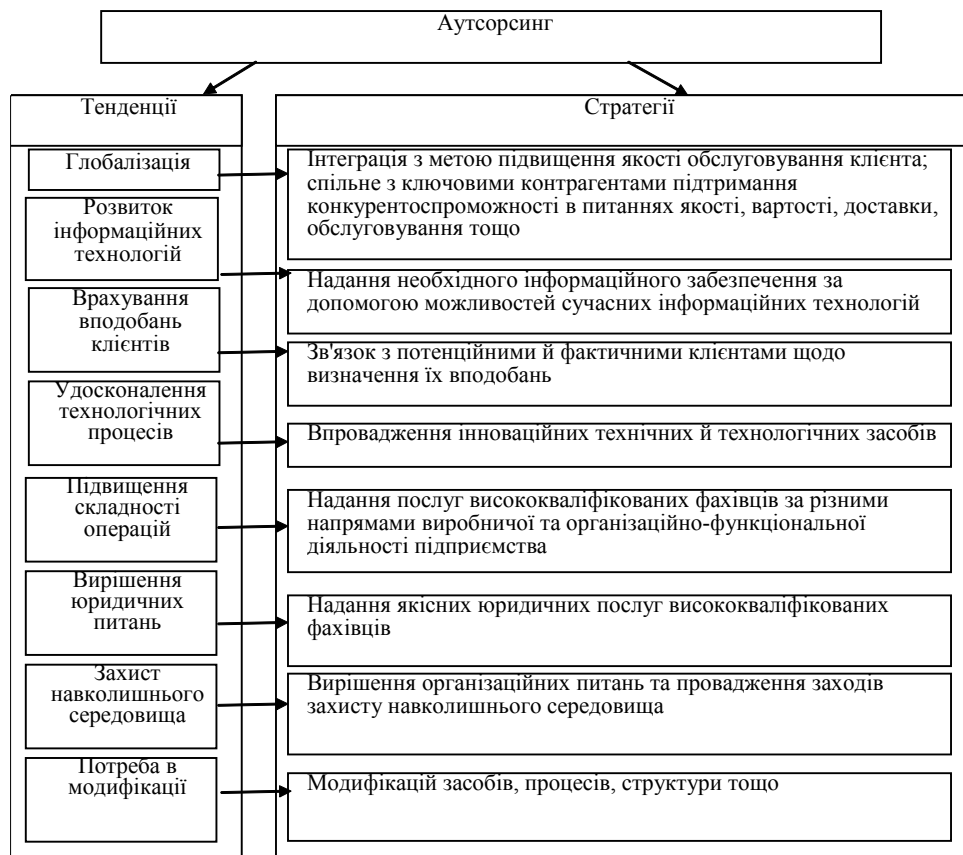 Аутсорсинг
Тенденції
Стратегії
Глобалізація
Інтеграція з метою підвищення якості обслуговування клієнта;
спільне з ключовими контрагентами підтримання
конкурентоспроможності в питаннях якості, вартості, доставки,
обслуговування тощо
Розвиток
інформаційних
технологій
Надання необхідного інформаційного забезпечення за
допомогою можливостей сучасних інформаційних технологій
Врахування
вподобань
клієнтів
Зв'язок з потенційними й фактичними клієнтами щодо
визначення їх вподобань
Удосконалення
технологічних
процесів
Впровадження інноваційних технічних й технологічних засобів
Підвищення
складності
операцій
Надання послуг висококваліфікованих фахівців за різними
напрямами виробничої та організаційно-функціональної
діяльності підприємства
Вирішення
юридичних
питань
Надання якісних юридичних послуг висококваліфікованих
фахівців
Захист
навколишнього
середовища
Вирішення організаційних питань та провадження заходів
захисту навколишнього середовища
Потреба в
модифікації
Модифікацій засобів, процесів, структури тощо